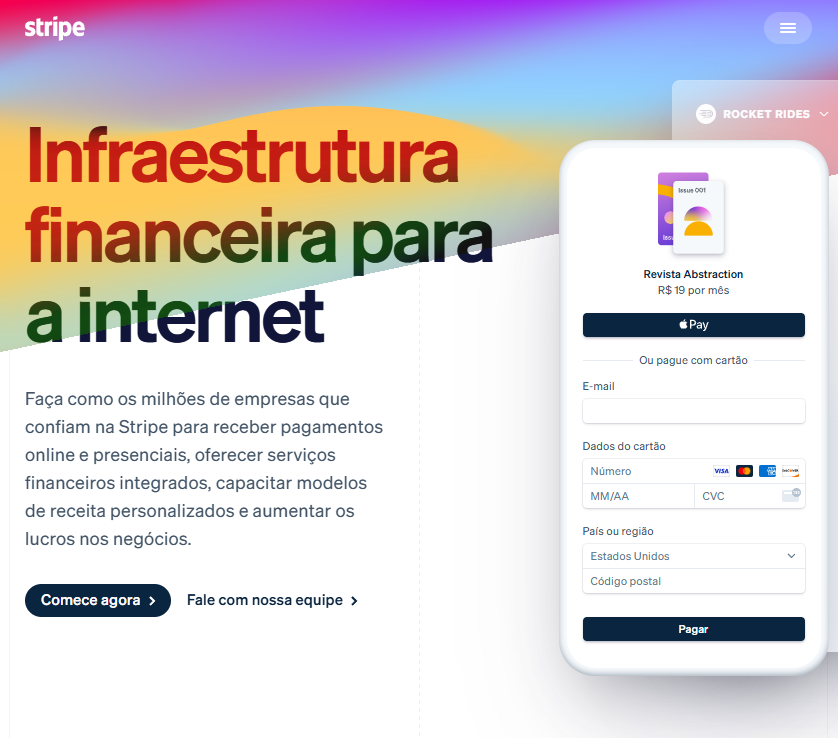 stripe
ROCKET RIDES
Infraestrutura
financeira para
a internet
Faça como os milhões de empresas que
confiam na Stripe para receber pagamentos
online e presenciais, oferecer serviços
financeiros integrados, capacitar modelos
de receita personalizados e aumentar os
lucros nos negócios.
Comece agora
Fale com nossa equipe
Issue 001
Revista Abstraction
R$ 19 por mês
Pay
Ou pague com cartão
E-mail
Dados do cartão
Número
VISA
MM/AA
CVC
País ou região
Estados Unidos
Código postal
Pagar